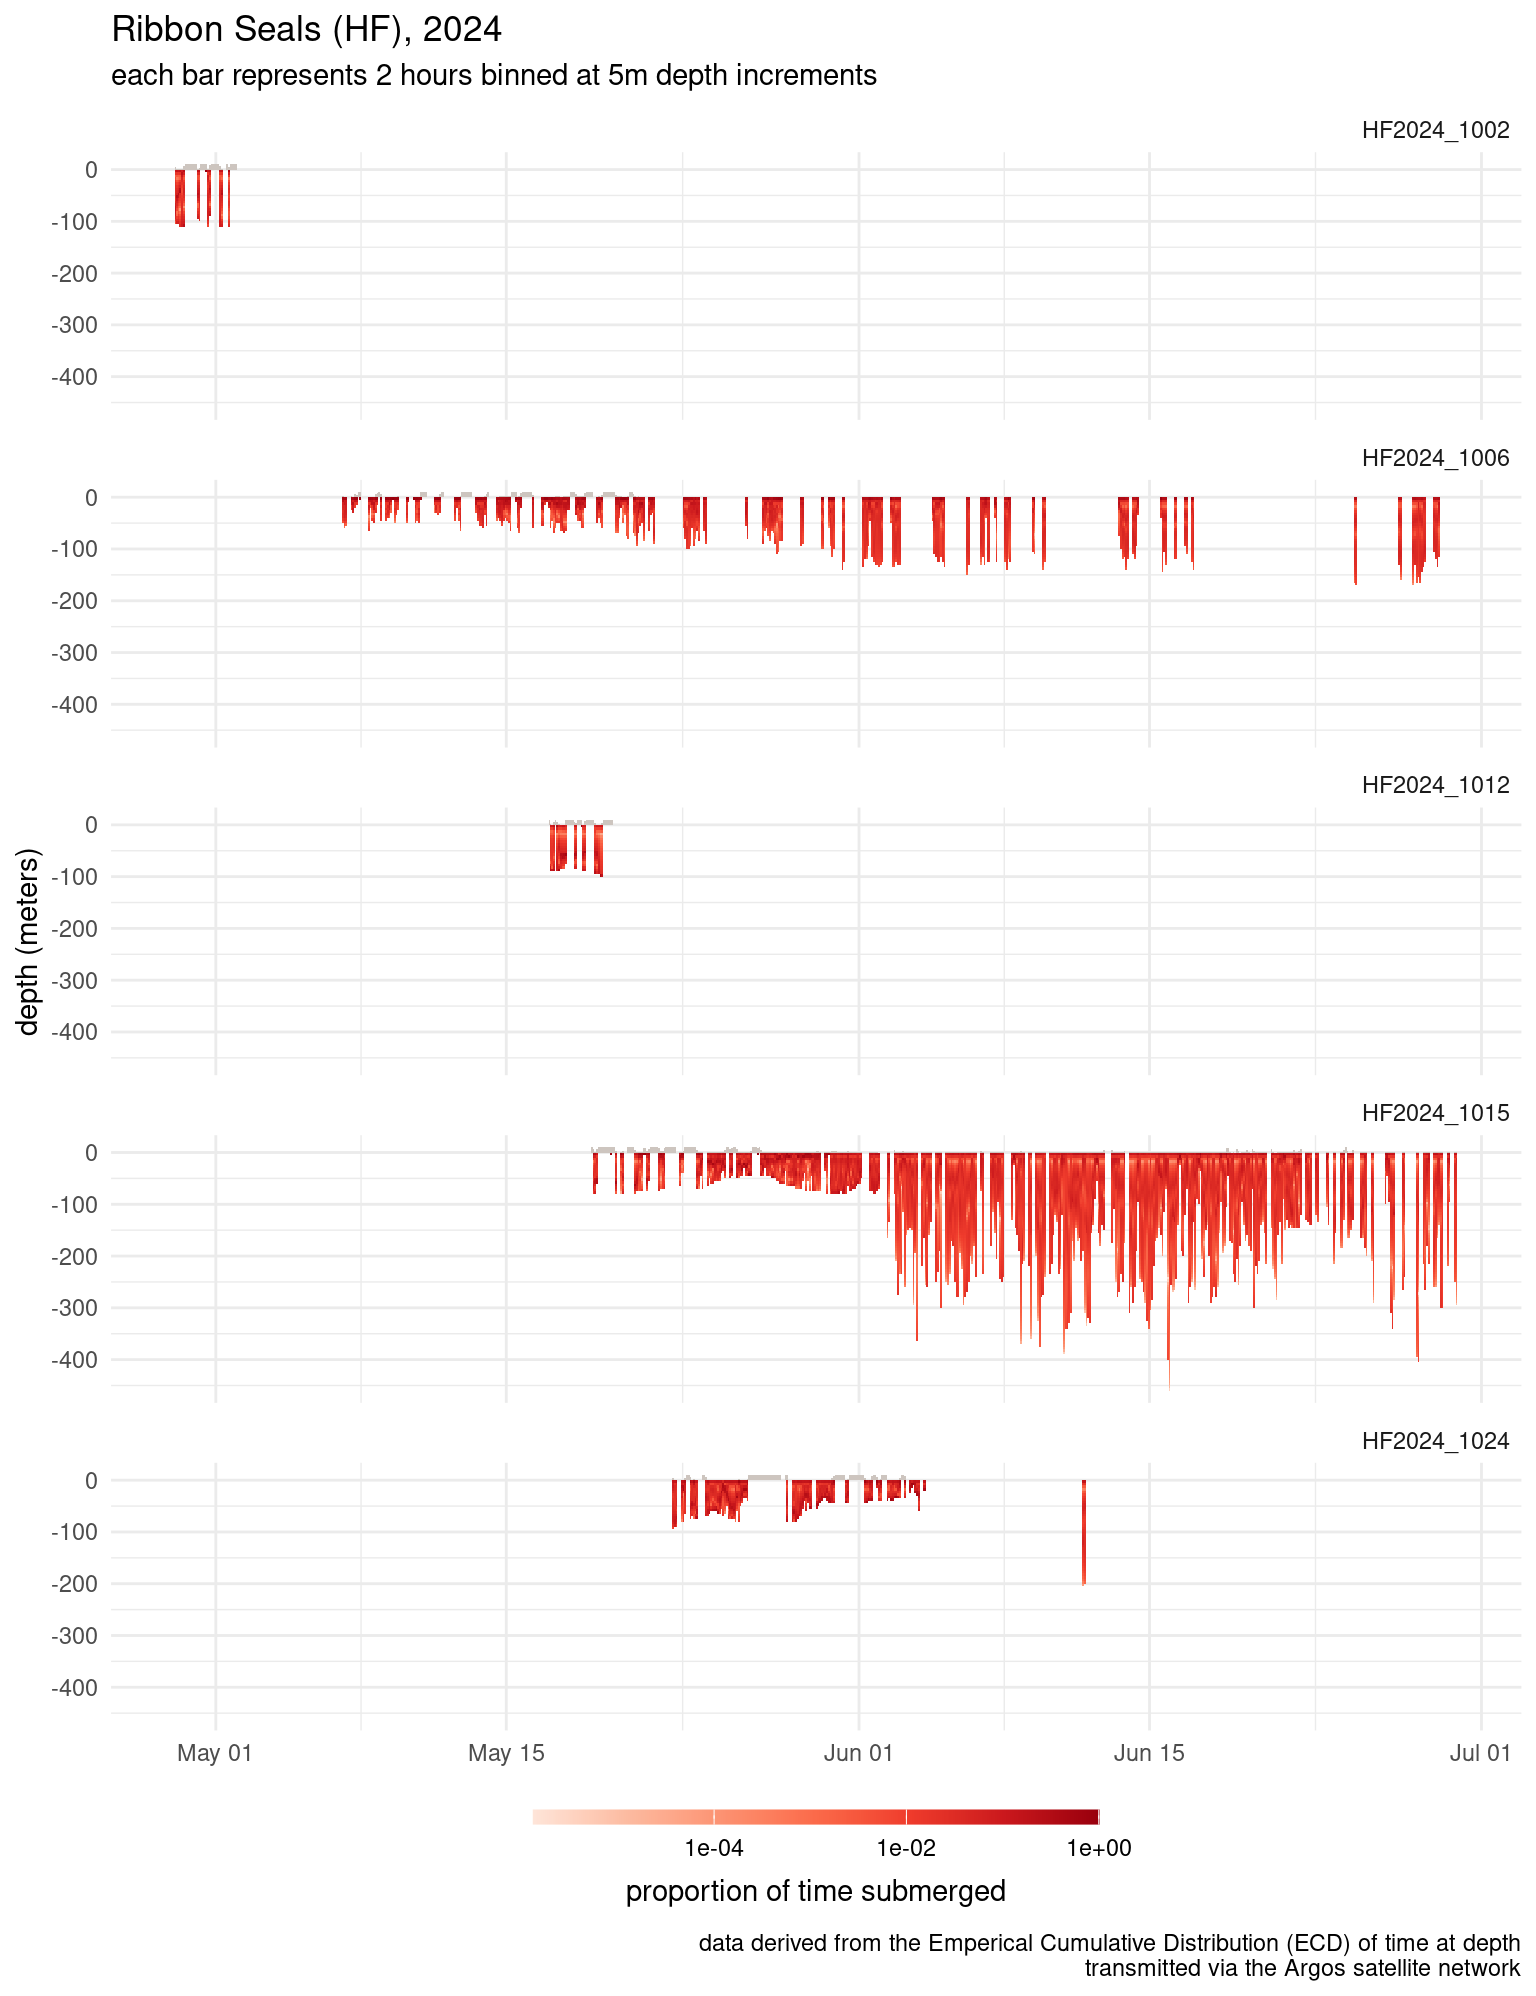 Ribbon Seals (HF), 2024
each bar represents 2 hours binned at 5m depth increments
HF2024_1002
0
-100
-200
-300
-400
HF2024_1006
0
-100
-200
-300
-400
HF2024_1012
0
-100
-200
-300
-400
depth (meters)
HF2024_1015
0
-100
-200
-300
-400
HF2024_1024
0
-100
-200
-300
-400
May 01 May 15 Jun 01 Jun 15 Jul 01
1e-04 1e-02 1e+00
proportion of time submerged
data derived from the Emperical Cumulative Distribution (ECD) of time at depth
transmitted via the Argos satellite network